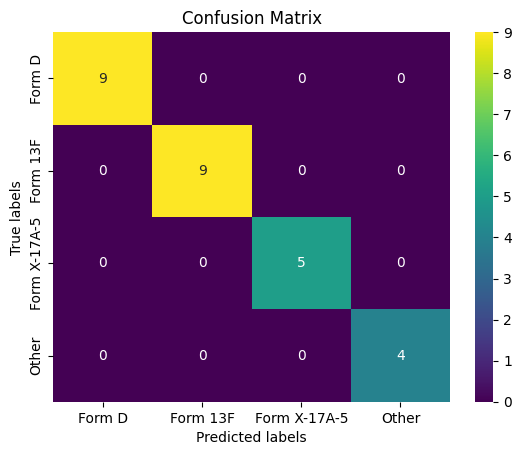 Confusion Matrix
True labels
Form D
9 0 0 0
Form 13F
0 9 0 0
Form X-17A-5
0 0 5 0
Other
0 0 0 4
Form D Form 13F Form X-17A-5 Other
Predicted labels
9
8
7
6
5
4
3
2
1
0